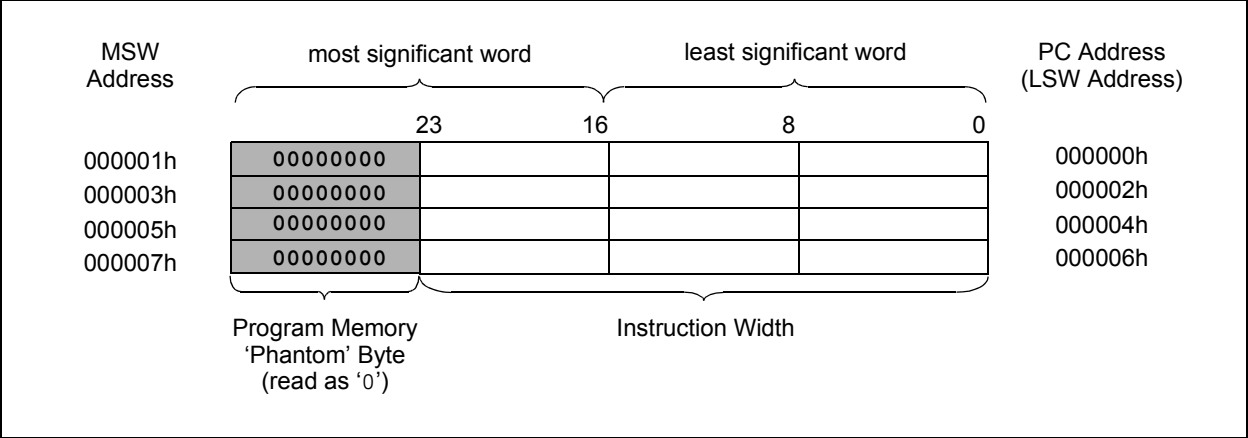 MSW
Address
most significant word
least significant word
PC Address
(LSW Address)
23 16 8 0
000001h 00000000 000000h
000003h 00000000 000002h
000005h 00000000 000004h
000007h 00000000 000006h
Program Memory
‘Phantom’ Byte
(read as ‘0’)
Instruction Width